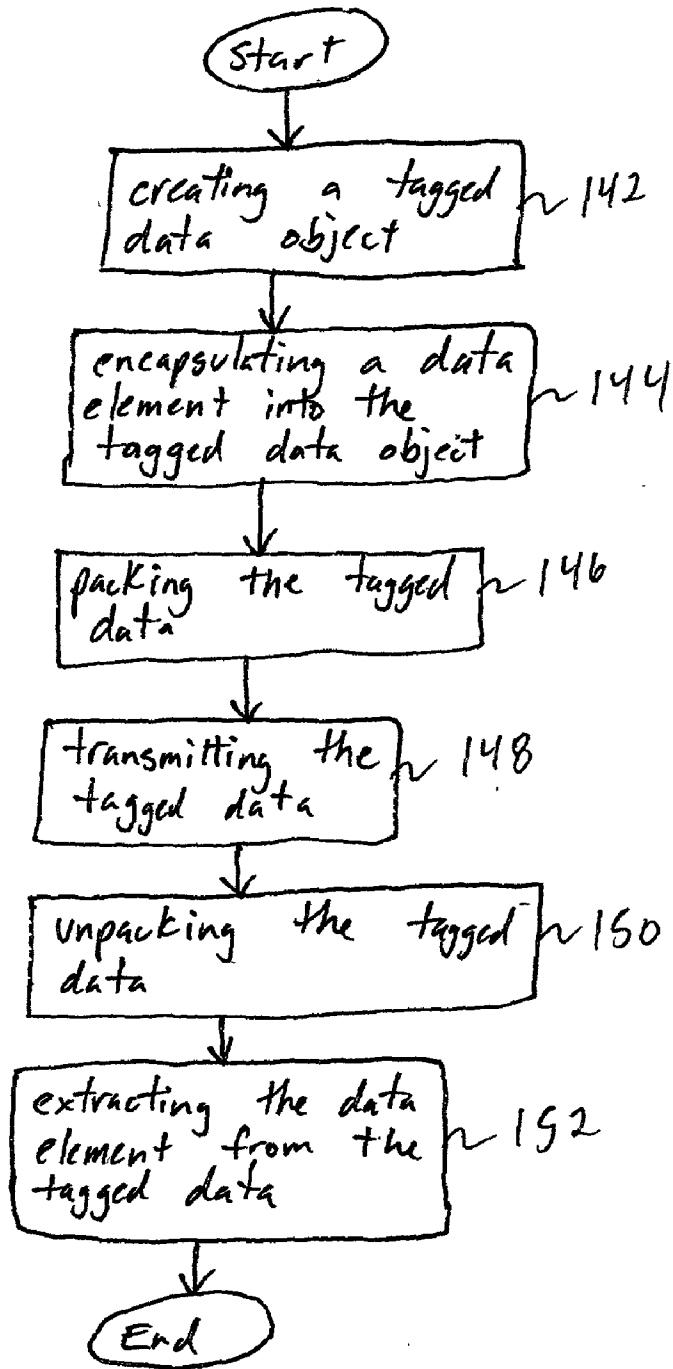 Start
creating a tagged
data object
142
encapsulating a data
element into the
tagged data object
144
packing the tagged
data
146
transmitting the
tagged data
148
unpacking the tagged
data
150
extracting the data
element from the
tagged data
152
End